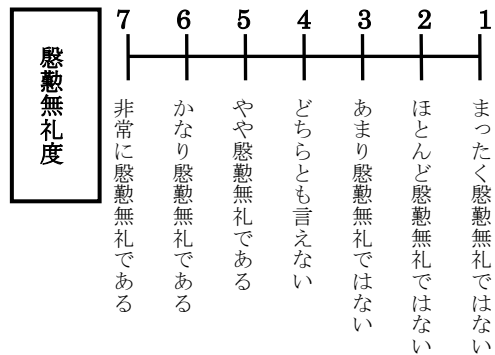 慇懃無礼度
7 6 5 4 3 2 1
まったく慇懃無礼ではない
ほとんど慇懃無礼ではない
あまり慇懃無礼ではない
どちらとも言えない
やや慇懃無礼である
かなり慇懃無礼である
非常に慇懃無礼である